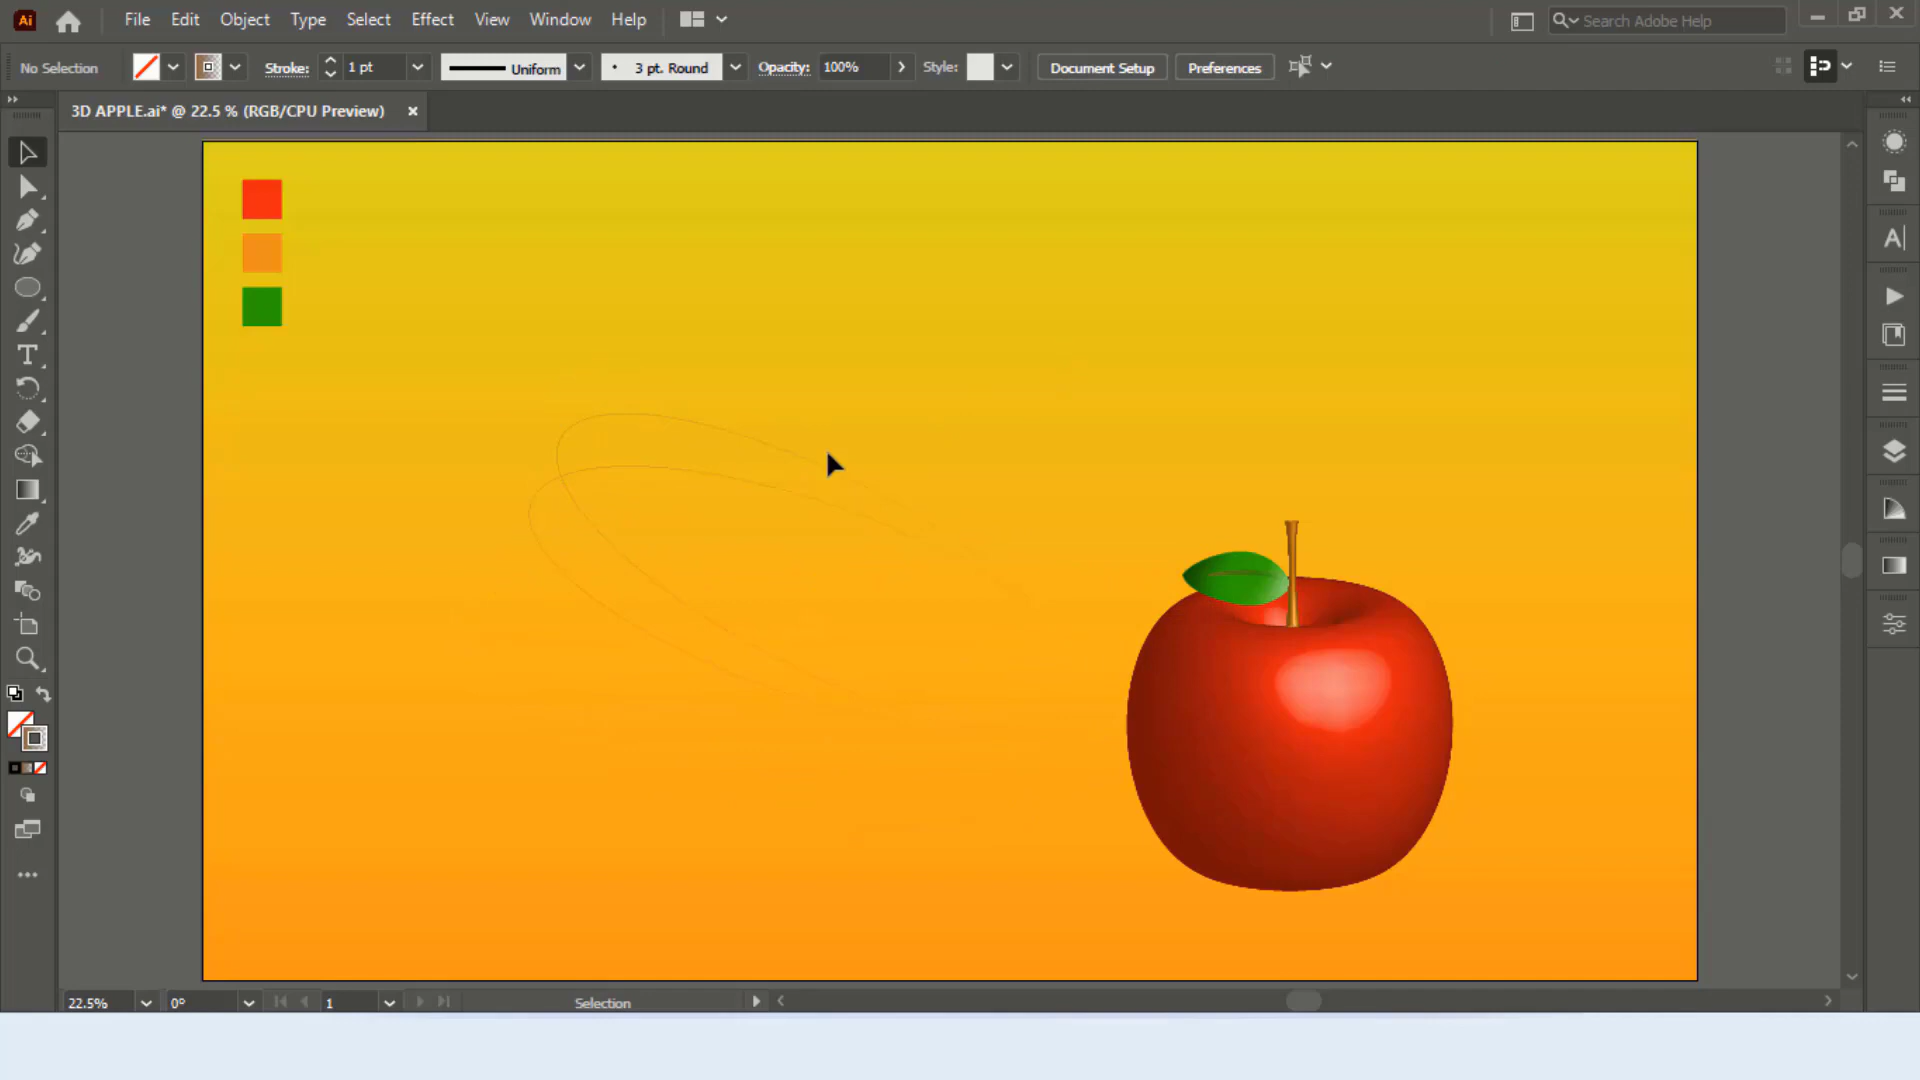 Ai File Edit Object Type Select Effect View Window Help Search Adobe Help
No Selection Stroke: 1 pt Uniform 3 pt. Round Opacity: 100% Style: Document Setup Preferences
3D APPLE.ai* @ 22.5 % (RGB/CPU Preview) ×
22.5% 0° 1 Selection